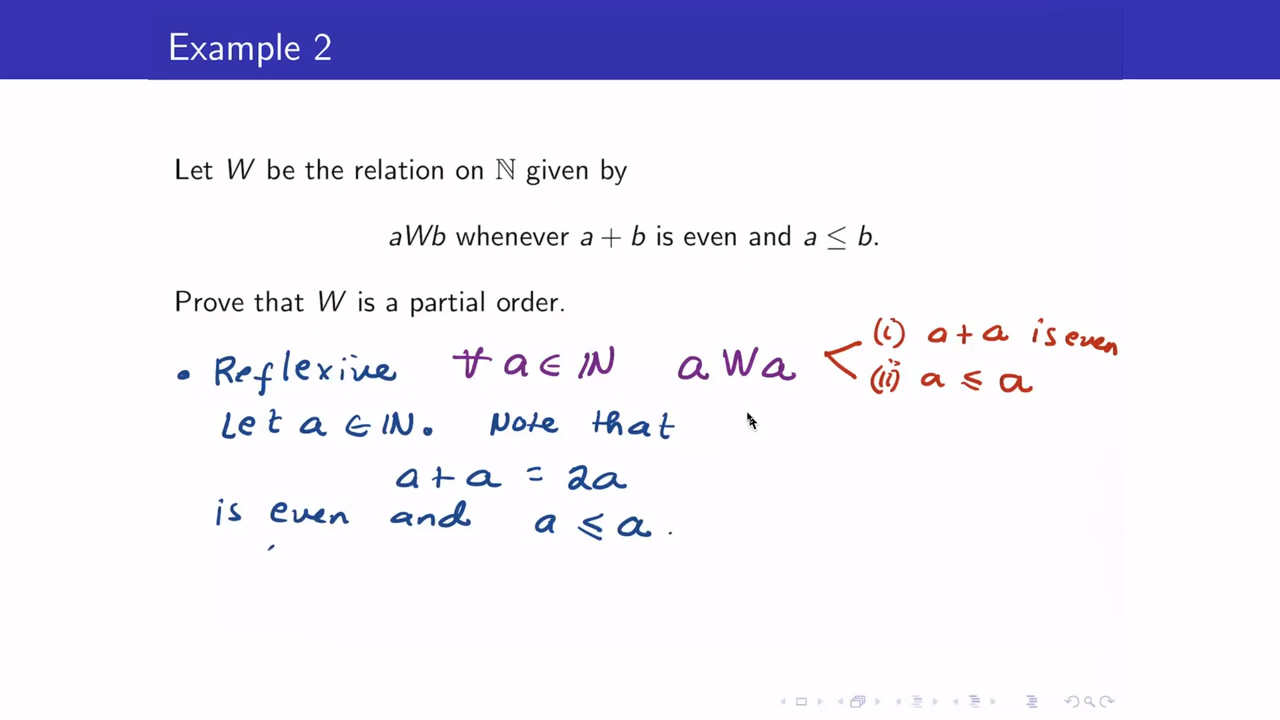 Example 2
Let W be the relation on ℕ given by
aWb whenever a + b is even and a ≤ b.
Prove that W is a partial order.
• Reflexive ∀ a ∈ ℕ a W a < (i) a + a is even
(ii) a ≤ a
Let a ∈ ℕ. Note that
a + a = 2a
is even and a ≤ a.